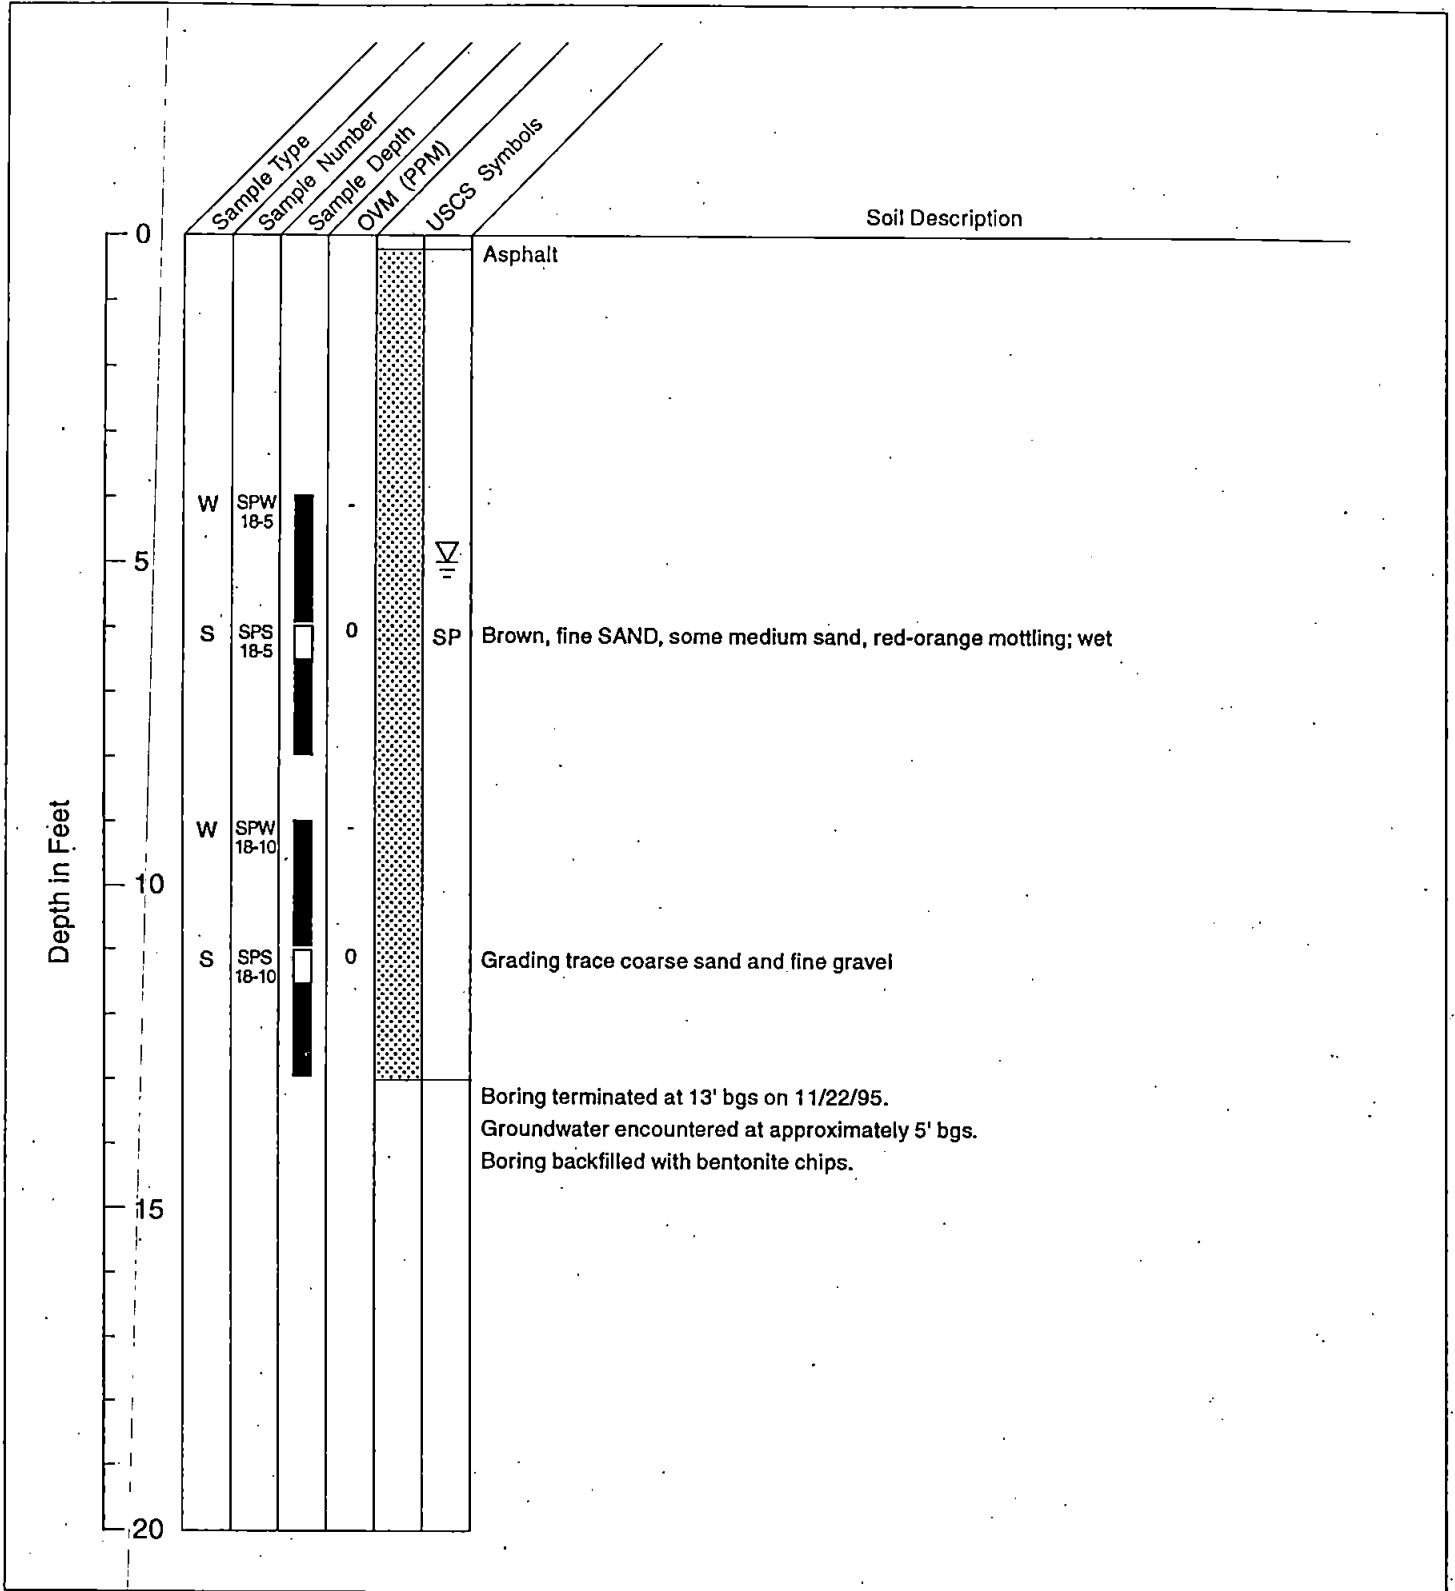 Sample Type
Sample Number
Sample Depth
OVM (PPM)
USCS Symbols
Soil Description
0
Asphalt
W
SPW
18-5
-
5
S
SPS
18-5
0
SP
Brown, fine SAND, some medium sand, red-orange mottling; wet
Depth in Feet
W
SPW
18-10
-
10
S
SPS
18-10
0
Grading trace coarse sand and fine gravel
Boring terminated at 13' bgs on 11/22/95.
Groundwater encountered at approximately 5' bgs.
Boring backfilled with bentonite chips.
15
20